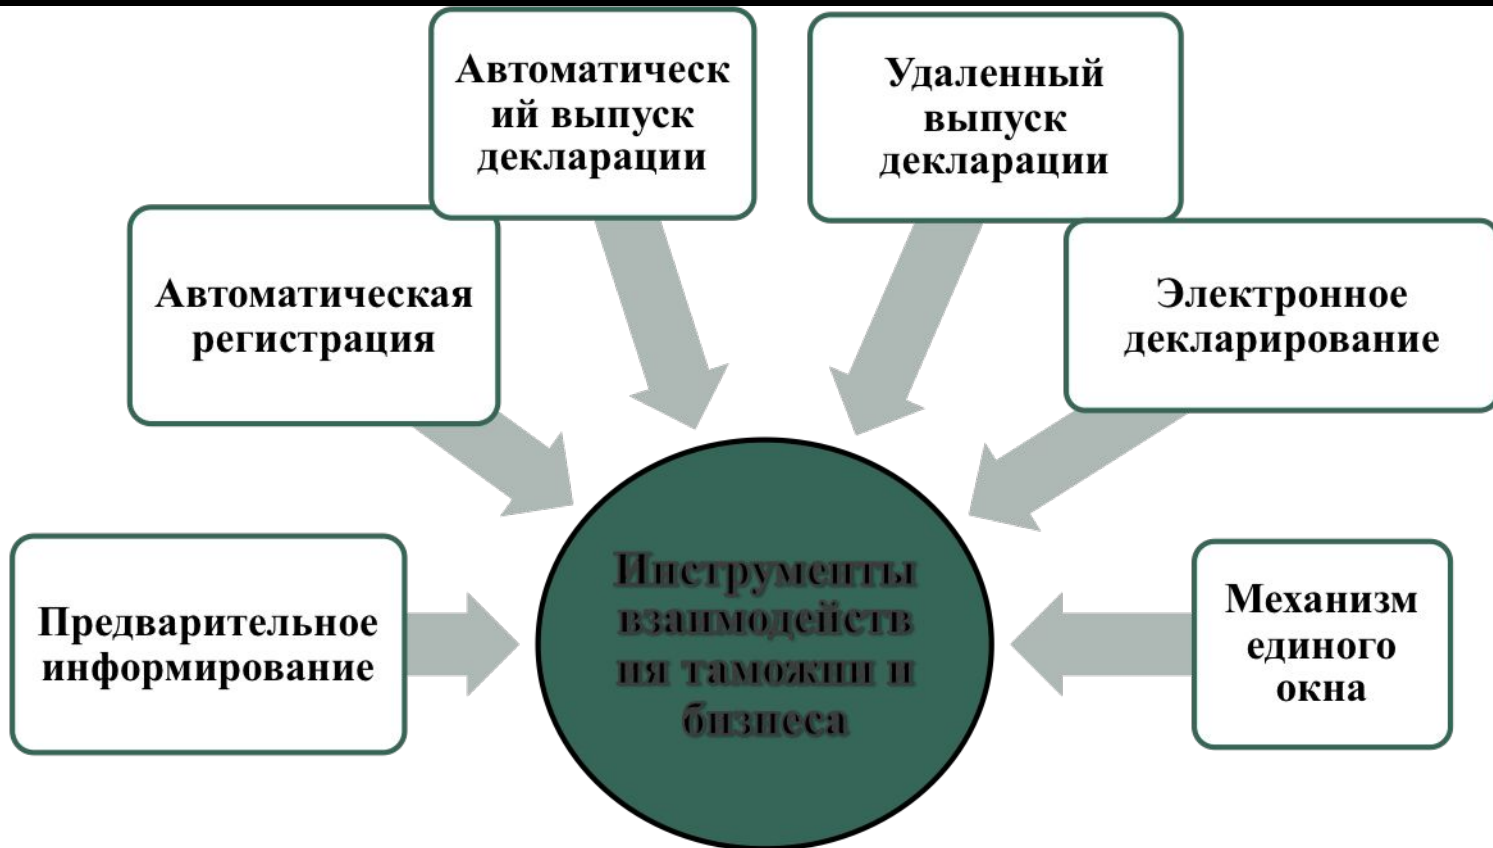 Автоматическ
ий выпуск
декларации
Удаленный
выпуск
декларации
Автоматическая
регистрация
Электронное
декларирование
Предварительное
информирование
Инструменты
взаимодейств
ия таможни и
бизнеса
Механизм
единого
окна